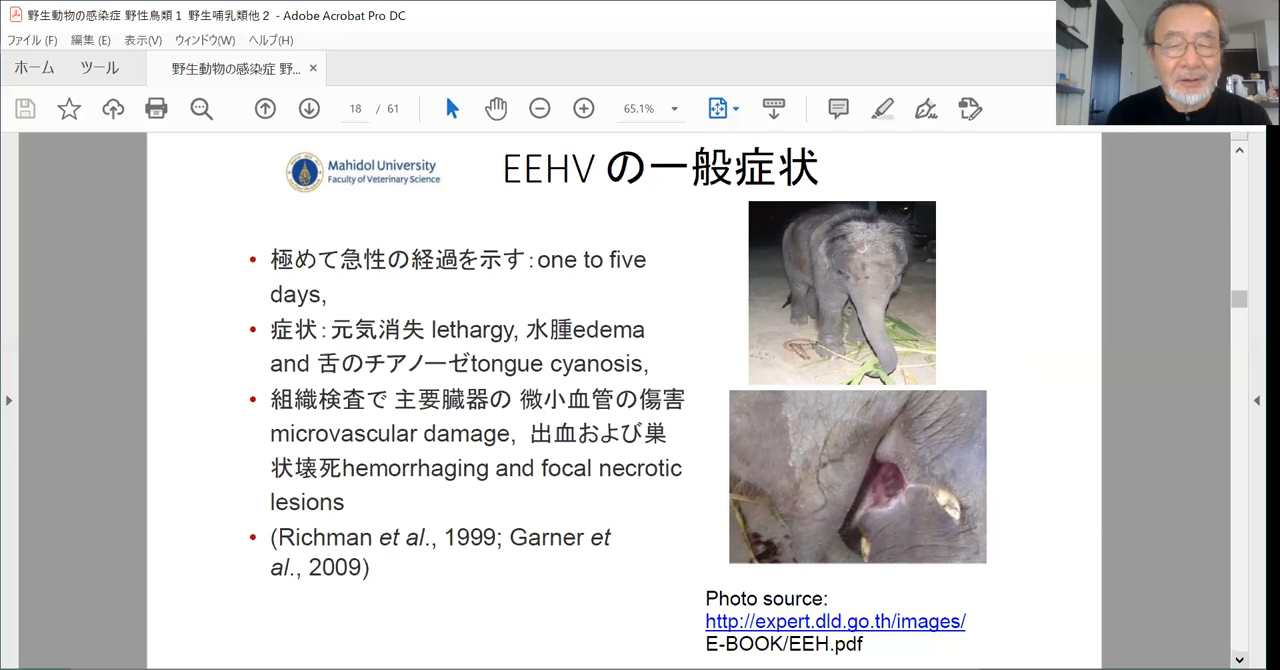 野生動物の感染症 野性鳥類１ 野生哺乳類他２ - Adobe Acrobat Pro DC
ファイル(F) 編集(E) 表示(V) ウィンドウ(W) ヘルプ(H)
ホーム ツール 野生動物の感染症 野... ×
18 / 61 65.1%
Mahidol University
Faculty of Veterinary Science
EEHV の一般症状
• 極めて急性の経過を示す：one to five
days,
• 症状：元気消失 lethargy, 水腫edema
and 舌のチアノーゼtongue cyanosis,
• 組織検査で 主要臓器の 微小血管の傷害
microvascular damage, 出血および巣
状壊死hemorrhaging and focal necrotic
lesions
• (Richman et al., 1999; Garner et
al., 2009)
Photo source:
http://expert.dld.go.th/images/
E-BOOK/EEH.pdf